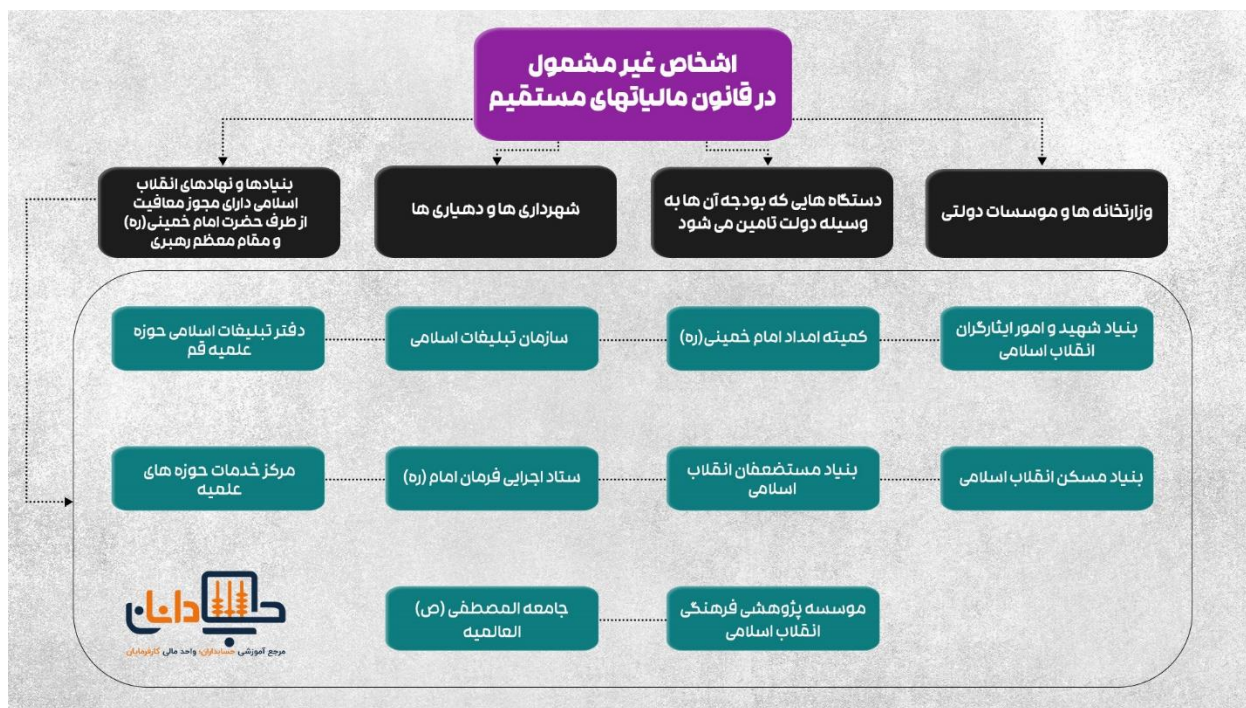 اشخاص غیر مشمول
در قانون مالیاتهای مستقیم
وزارتخانه ها و موسسات دولتی
دستگاه هایی که بودجه آن ها به
وسیله دولت تامین می شود
شهرداری ها و دهیاری ها
بنیادها و نهادهای انقلاب
اسلامی دارای مجوز معافیت
از طرف حضرت امام خمینی(ره)
و مقام معظم رهبری
بنیاد شهید و امور ایثارگران
انقلاب اسلامی
کمیته امداد امام خمینی(ره)
سازمان تبلیغات اسلامی
دفتر تبلیغات اسلامی حوزه
علمیه قم
بنیاد مسکن انقلاب اسلامی
بنیاد مستضعفان انقلاب
اسلامی
ستاد اجرایی فرمان امام (ره)
مرکز خدمات حوزه های
علمیه
موسسه پژوهشی فرهنگی
انقلاب اسلامی
جامعه المصطفی (ص)
العالمیه
حسابدانان
مرجع آموزشی حسابداران، واحد مالی کارفرمایان